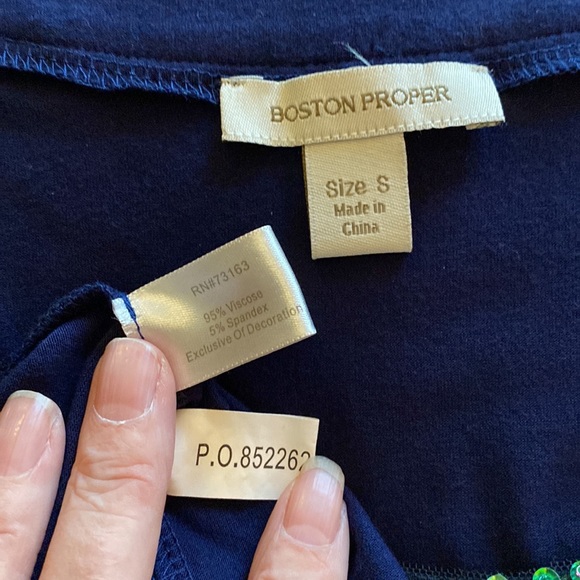 BOSTON PROPER
Size S
Made in
China
RN#73163
95% Viscose
5% Spandex
Exclusive Of Decoration
P.O.852262